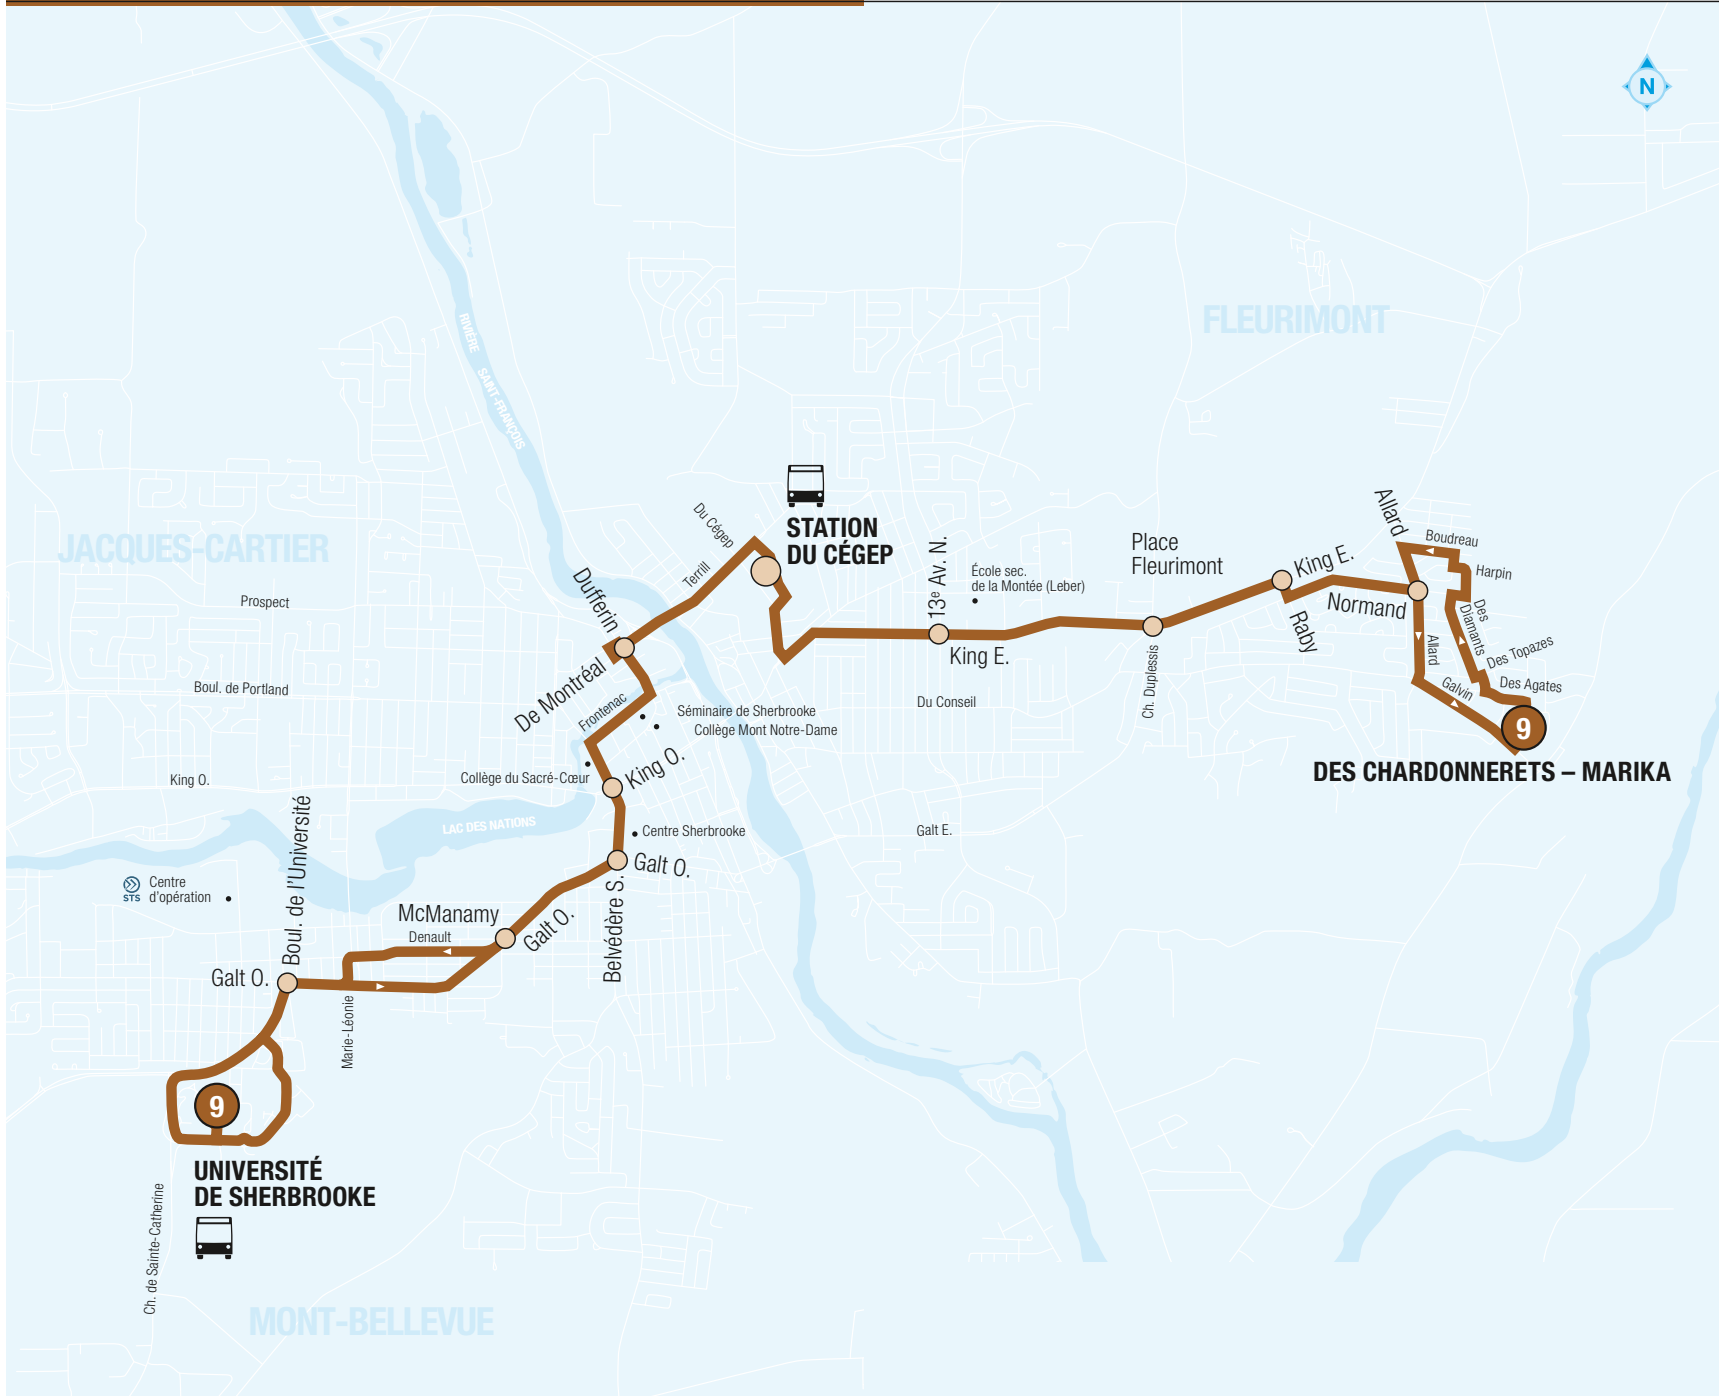 N
RIVIÈRE SAINT-FRANÇOIS
FLEURIMONT
JACQUES-CARTIER
STATION
DU CÉGEP
Du Cégep
Terrill
Dufferin
De Montréal
Prospect
Boul. de Portland
King O.
Frontenac
Séminaire de Sherbrooke
Collège Mont Notre-Dame
Collège du Sacré-Cœur
King O.
LAC DES NATIONS
Centre Sherbrooke
Galt O.
Belvédère S.
Galt O.
McManamy
Denault
Boul. de l'Université
Galt O.
Marie-Léonie
STS
Centre
d'opération
13e Av. N.
King E.
École sec.
de la Montée (Leber)
Du Conseil
Galt E.
Place
Fleurimont
Ch. Duplessis
King E.
Raby
Normand
Allard
Boudreau
Harpin
Des
Diamants
Des Topazes
Des Agates
Allard
Galvin
9
DES CHARDONNERETS – MARIKA
9
UNIVERSITÉ
DE SHERBROOKE
Ch. de Sainte-Catherine
MONT-BELLEVUE